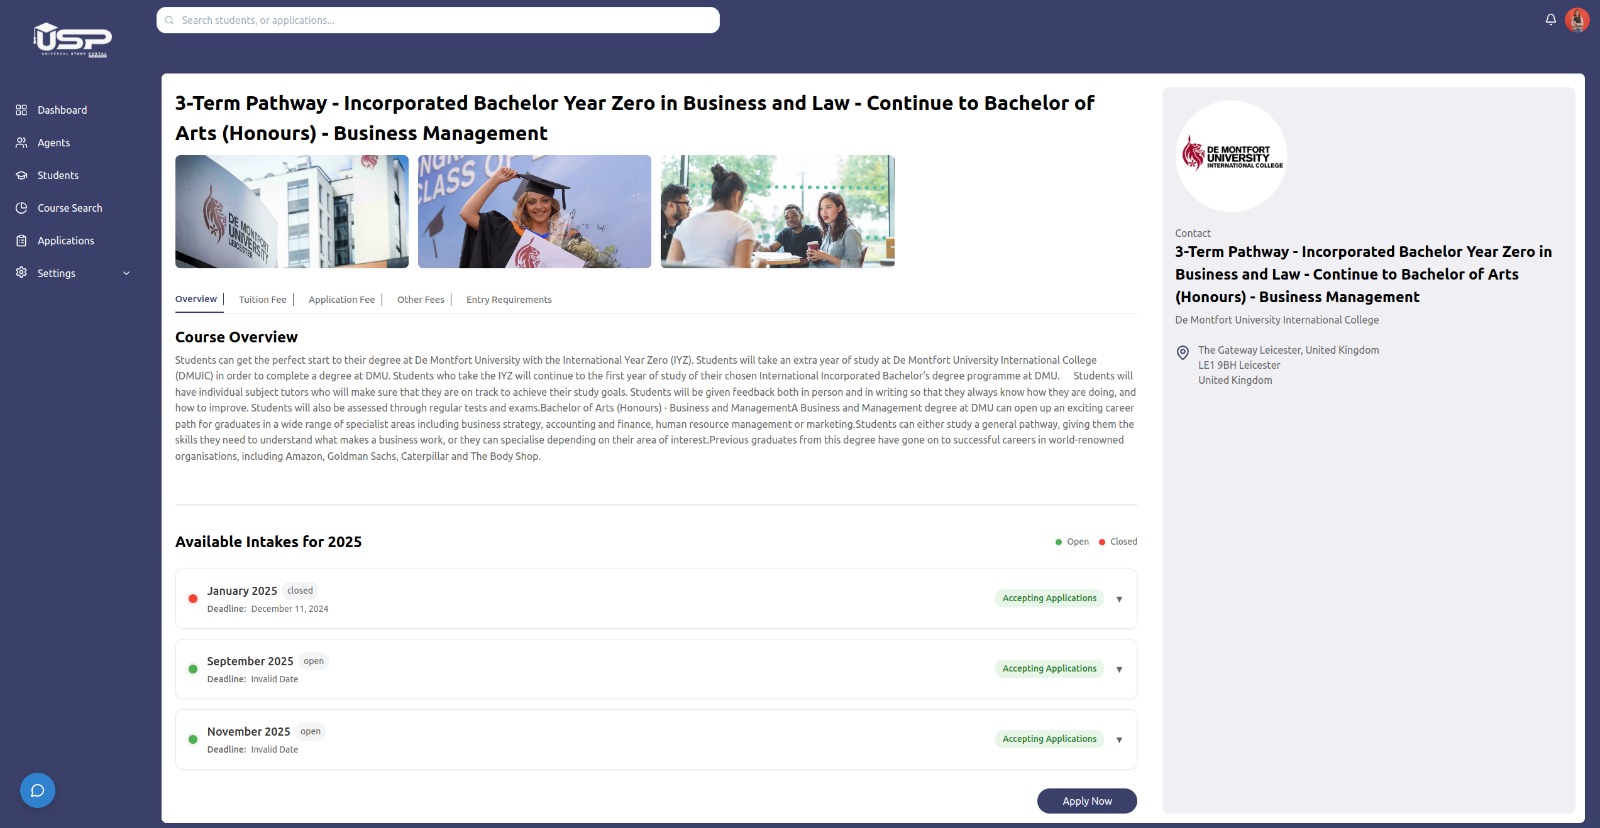 USP
UNIVERSAL STUDY PORTAL
Search students, or applications...
Dashboard
Agents
Students
Course Search
Applications
Settings
3-Term Pathway - Incorporated Bachelor Year Zero in Business and Law - Continue to Bachelor of
Arts (Honours) - Business Management
DE MONTFORT
UNIVERSITY
LEICESTER
CLASS OF
Overview
Tuition Fee
Application Fee
Other Fees
Entry Requirements
Course Overview
Students can get the perfect start to their degree at De Montfort University with the International Year Zero (IYZ). Students will take an extra year of study at De Montfort University International College
(DMUIC) in order to complete a degree at DMU. Students who take the IYZ will continue to the first year of study of their chosen International Incorporated Bachelor's degree programme at DMU. Students will
have individual subject tutors who will make sure that they are on track to achieve their study goals. Students will be given feedback both in person and in writing so that they always know how they are doing, and
how to improve. Students will also be assessed through regular tests and exams.Bachelor of Arts (Honours) - Business and ManagementA Business and Management degree at DMU can open up an exciting career
path for graduates in a wide range of specialist areas including business strategy, accounting and finance, human resource management or marketing.Students can either study a general pathway, giving them the
skills they need to understand what makes a business work, or they can specialise depending on their area of interest.Previous graduates from this degree have gone on to successful careers in world-renowned
organisations, including Amazon, Goldman Sachs, Caterpillar and The Body Shop.
Available Intakes for 2025
Open
Closed
January 2025 closed
Deadline: December 11, 2024
Accepting Applications
September 2025 open
Deadline: Invalid Date
Accepting Applications
November 2025 open
Deadline: Invalid Date
Accepting Applications
Apply Now
DE MONTFORT
UNIVERSITY
INTERNATIONAL COLLEGE
Contact
3-Term Pathway - Incorporated Bachelor Year Zero in
Business and Law - Continue to Bachelor of Arts
(Honours) - Business Management
De Montfort University International College
The Gateway Leicester, United Kingdom
LE1 9BH Leicester
United Kingdom